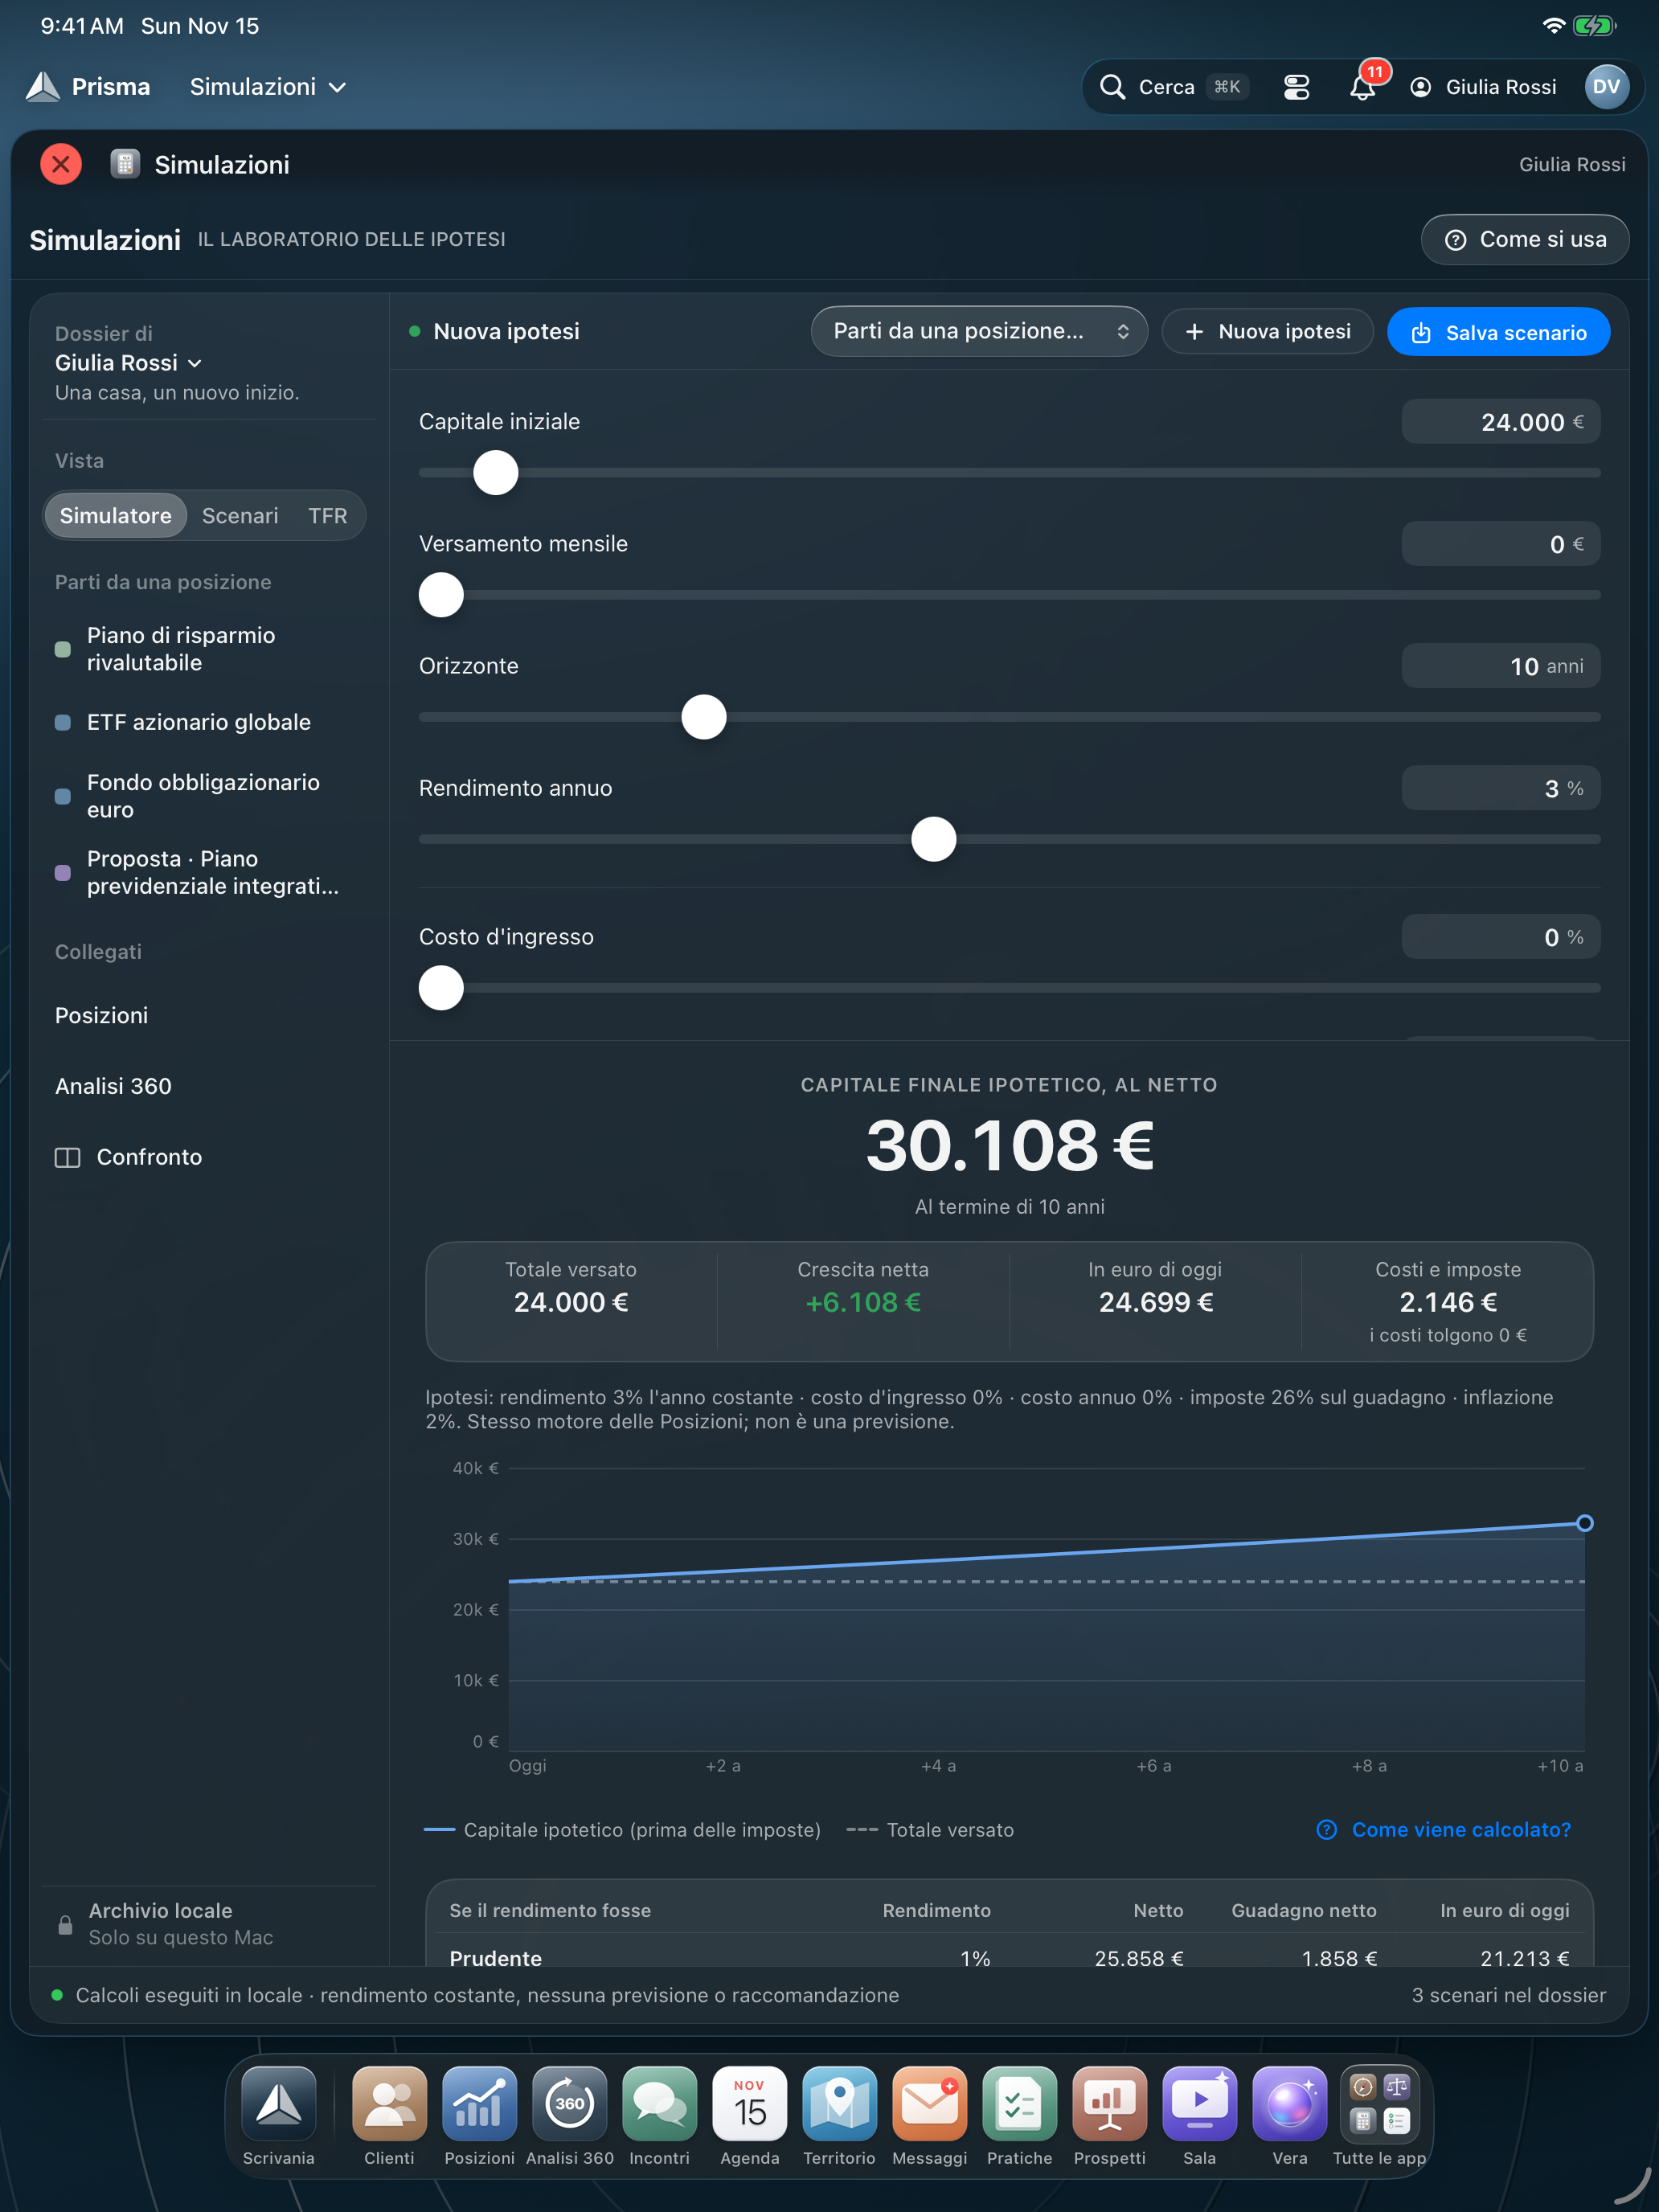 9:41 AM Sun Nov 15
Prisma Simulazioni
Cerca ⌘K 11 Giulia Rossi DV
Simulazioni
Giulia Rossi
Simulazioni IL LABORATORIO DELLE IPOTESI
Come si usa
Dossier di
Giulia Rossi
Una casa, un nuovo inizio.
Vista
Simulatore Scenari TFR
Parti da una posizione
Piano di risparmio
rivalutabile
ETF azionario globale
Fondo obbligazionario
euro
Proposta · Piano
previdenziale integrati...
Collegati
Posizioni
Analisi 360
Confronto
Archivio locale
Solo su questo Mac
Nuova ipotesi
Parti da una posizione...
Nuova ipotesi
Salva scenario
Capitale iniziale
24.000 €
Versamento mensile
0 €
Orizzonte
10 anni
Rendimento annuo
3 %
Costo d'ingresso
0 %
CAPITALE FINALE IPOTETICO, AL NETTO
30.108 €
Al termine di 10 anni
Totale versato
24.000 €
Crescita netta
+6.108 €
In euro di oggi
24.699 €
Costi e imposte
2.146 €
i costi tolgono 0 €
Ipotesi: rendimento 3% l'anno costante · costo d'ingresso 0% · costo annuo 0% · imposte 26% sul guadagno · inflazione
2%. Stesso motore delle Posizioni; non è una previsione.
40k €
30k €
20k €
10k €
0 €
Oggi +2 a +4 a +6 a +8 a +10 a
Capitale ipotetico (prima delle imposte) Totale versato
Come viene calcolato?
Se il rendimento fosse Rendimento Netto Guadagno netto In euro di oggi
Prudente 1% 25.858 € 1.858 € 21.213 €
Calcoli eseguiti in locale · rendimento costante, nessuna previsione o raccomandazione
3 scenari nel dossier
360
NOV
15
Scrivania Clienti Posizioni Analisi 360 Incontri Agenda Territorio Messaggi Pratiche Prospetti Sala Vera Tutte le app